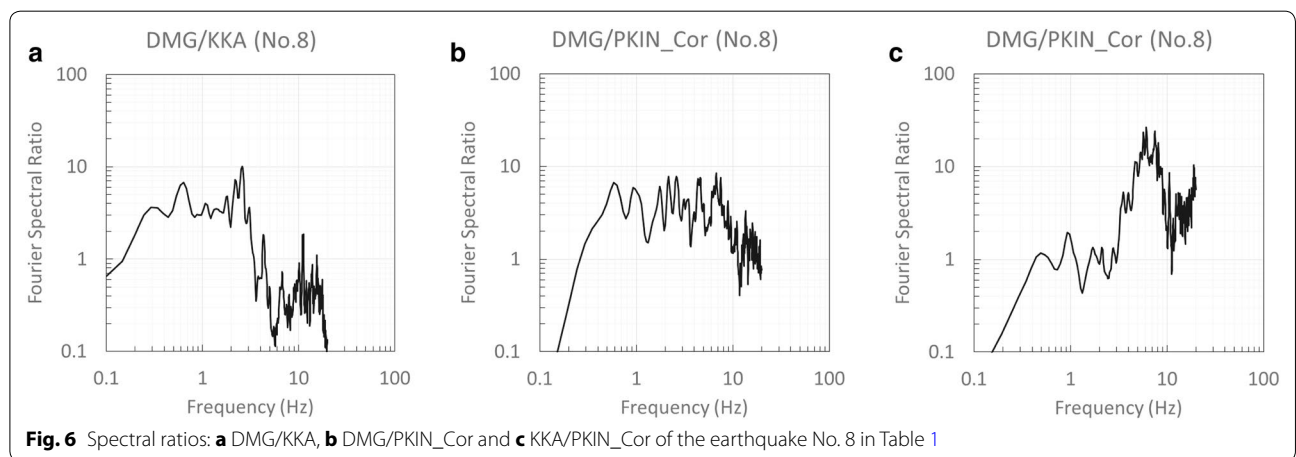 a
DMG/KKA (No.8)
100
10
1
0.1
Fourier Spectral Ratio
0.1
1
10
100
Frequency (Hz)
b
DMG/PKIN_Cor (No.8)
100
10
1
0.1
Fourier Spectral Ratio
0.1
1
10
100
Frequency (Hz)
c
DMG/PKIN_Cor (No.8)
100
10
1
0.1
Fourier Spectral Ratio
0.1
1
10
100
Frequency (Hz)
Fig. 6 Spectral ratios: a DMG/KKA, b DMG/PKIN_Cor and c KKA/PKIN_Cor of the earthquake No. 8 in Table 1